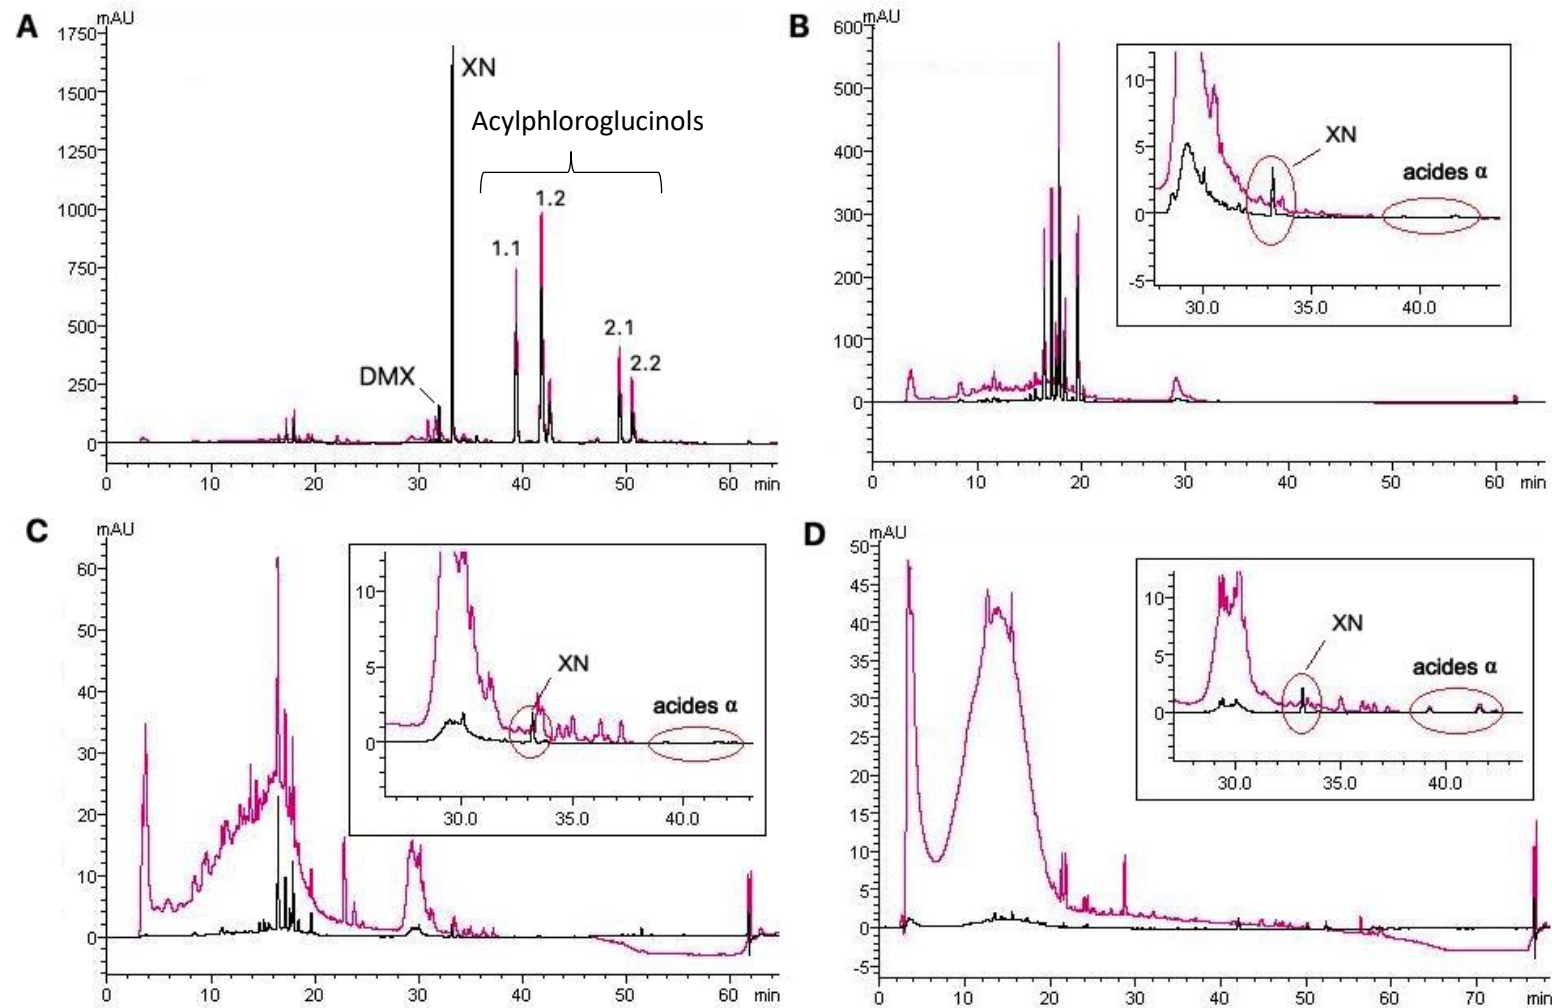 A
mAU
1750
1500
1250
1000
750
500
250
0
XN
Acylphloroglucinols
1.2
1.1
2.1
2.2
DMX
0 10 20 30 40 50 60 min
B
mAU
600
500
400
300
200
100
0
10
5
0
-5
XN
acides α
30.0 35.0 40.0
0 10 20 30 40 50 60 min
C
mAU
60
50
40
30
20
10
0
10
5
0
XN
acides α
30.0 35.0 40.0
0 10 20 30 40 50 60 min
D
mAU
50
45
40
35
30
25
20
15
10
5
0
-5
10
5
0
XN
acides α
30.0 35.0 40.0
0 10 20 30 40 50 60 70 min